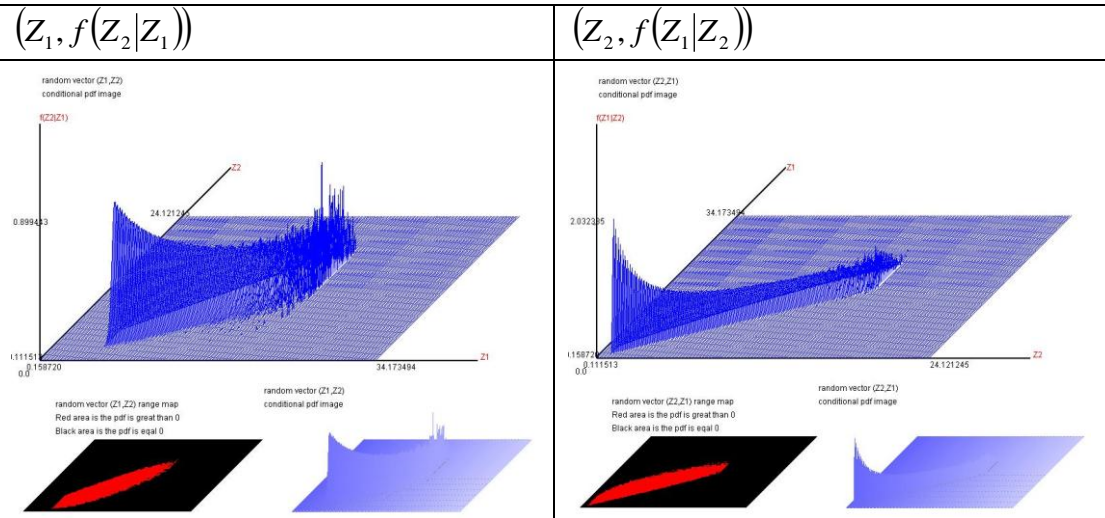 (Z₁, f(Z₂|Z₁))
random vector (Z1,Z2)
conditional pdf image
f(Z2|Z1)
Z2
24.121245
0.899443
Z1
0.158720
34.173494
0.0
random vector (Z1,Z2) range map
Red area is the pdf is great than 0
Black area is the pdf is eqal 0
random vector (Z1,Z2)
conditional pdf image
(Z₂, f(Z₁|Z₂))
random vector (Z2,Z1)
conditional pdf image
f(Z1|Z2)
Z1
34.173494
2.032395
Z2
0.111513
24.121245
0.0
random vector (Z2,Z1) range map
Red area is the pdf is great than 0
Black area is the pdf is eqal 0
random vector (Z2,Z1)
conditional pdf image